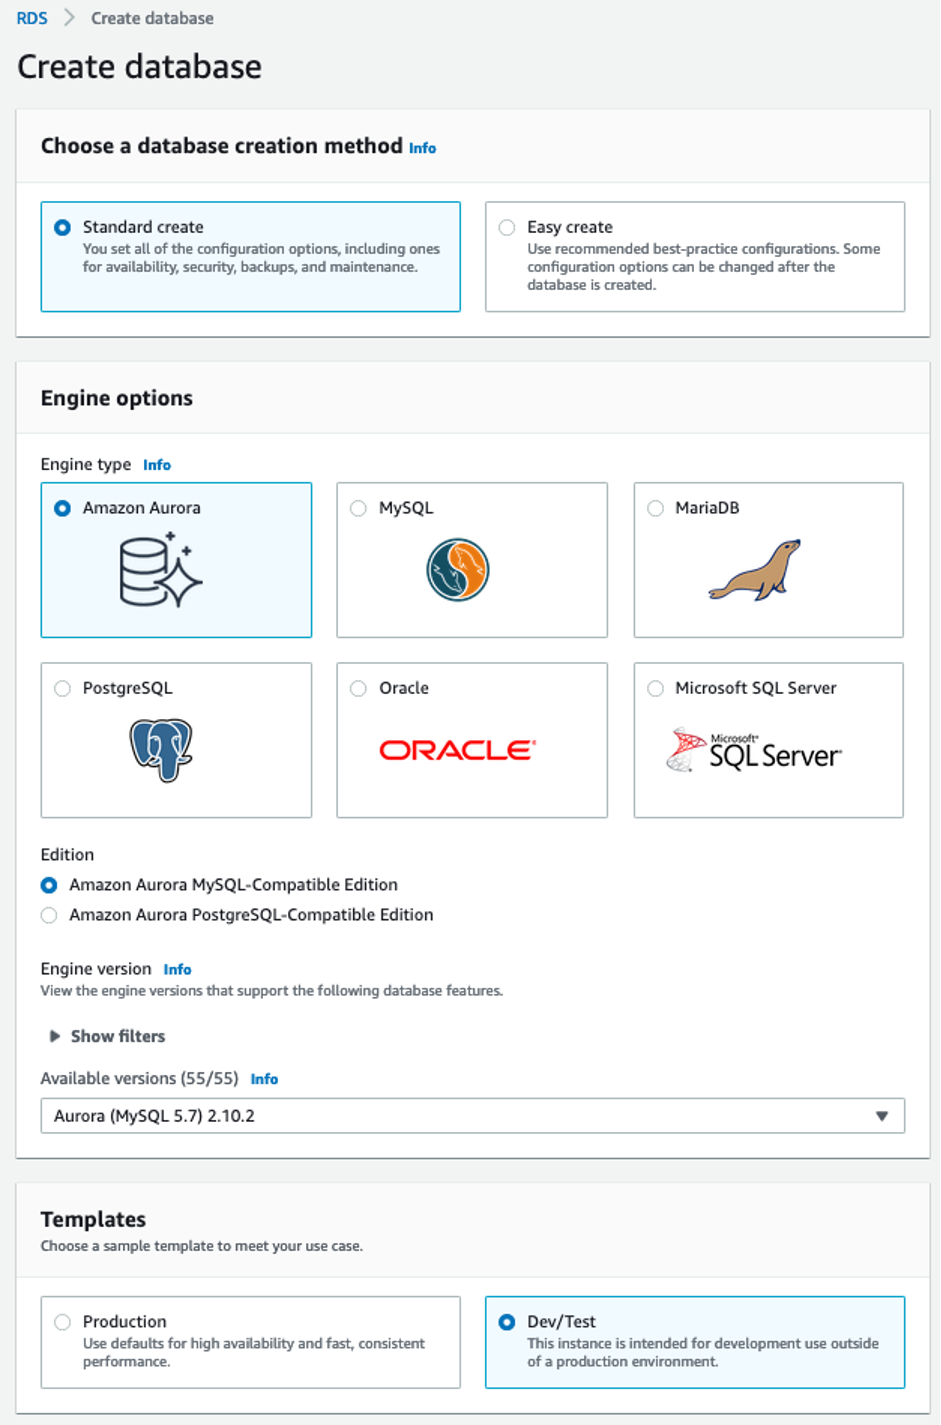 RDS > Create database
Create database
Choose a database creation method Info
Standard create
You set all of the configuration options, including ones
for availability, security, backups, and maintenance.
Easy create
Use recommended best-practice configurations. Some
configuration options can be changed after the
database is created.
Engine options
Engine type Info
Amazon Aurora
MySQL
MariaDB
PostgreSQL
Oracle
ORACLE®
Microsoft SQL Server
Microsoft®
SQL Server®
Edition
Amazon Aurora MySQL-Compatible Edition
Amazon Aurora PostgreSQL-Compatible Edition
Engine version Info
View the engine versions that support the following database features.
Show filters
Available versions (55/55) Info
Aurora (MySQL 5.7) 2.10.2
Templates
Choose a sample template to meet your use case.
Production
Use defaults for high availability and fast, consistent
performance.
Dev/Test
This instance is intended for development use outside
of a production environment.